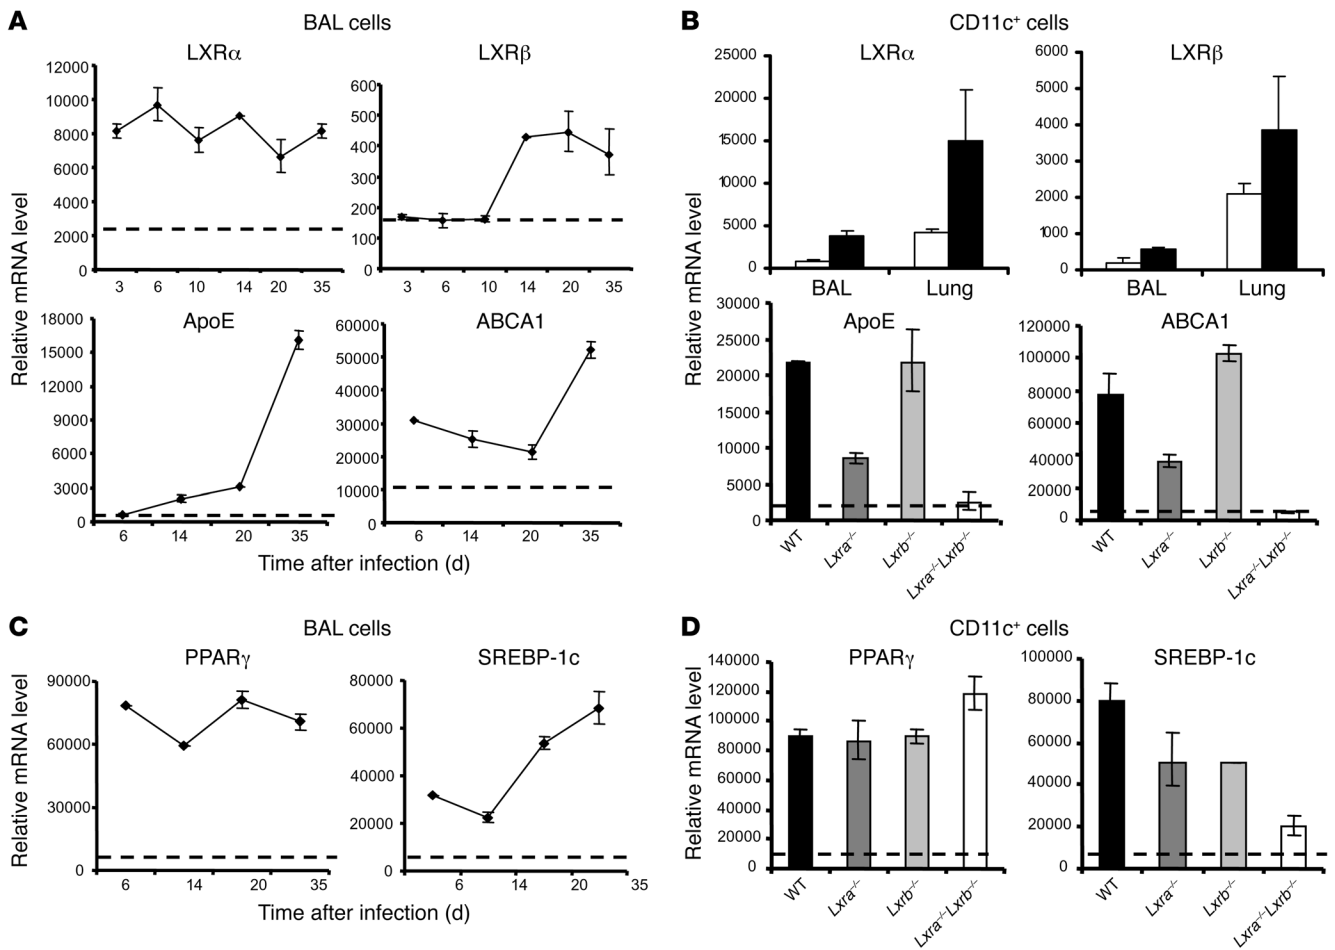 A
BAL cells
LXRα
12000
10000
8000
6000
4000
2000
0
3 6 10 14 20 35
LXRβ
600
500
400
300
200
100
0
3 6 10 14 20 35
Relative mRNA level
ApoE
18000
15000
12000
9000
6000
3000
0
6 14 20 35
ABCA1
60000
50000
40000
30000
20000
10000
0
6 14 20 35
Time after infection (d)
B
CD11c⁺ cells
LXRα
25000
20000
15000
10000
5000
0
BAL Lung
LXRβ
6000
5000
4000
3000
2000
1000
0
BAL Lung
Relative mRNA level
ApoE
30000
25000
20000
15000
10000
5000
0
WT Lxra⁻/⁻ Lxrb⁻/⁻ Lxra⁻/⁻Lxrb⁻/⁻
ABCA1
120000
100000
80000
60000
40000
20000
0
WT Lxra⁻/⁻ Lxrb⁻/⁻ Lxra⁻/⁻Lxrb⁻/⁻
C
BAL cells
Relative mRNA level
PPARγ
90000
60000
30000
0
6 14 20 35
SREBP-1c
80000
60000
40000
20000
0
6 14 20 35
Time after infection (d)
D
CD11c⁺ cells
Relative mRNA level
PPARγ
140000
120000
100000
80000
60000
40000
20000
0
WT Lxra⁻/⁻ Lxrb⁻/⁻ Lxra⁻/⁻Lxrb⁻/⁻
SREBP-1c
100000
80000
60000
40000
20000
0
WT Lxra⁻/⁻ Lxrb⁻/⁻ Lxra⁻/⁻Lxrb⁻/⁻